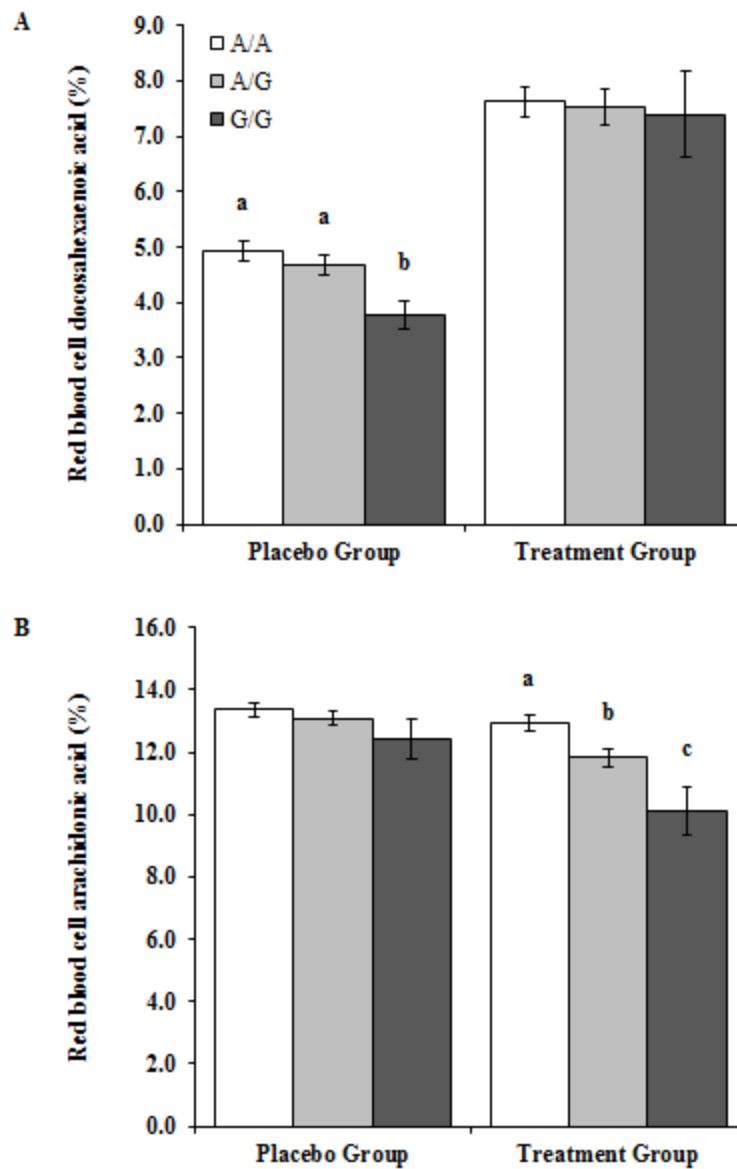 A
Red blood cell docosahexaenoic acid (%)
9.0
8.0
7.0
6.0
5.0
4.0
3.0
2.0
1.0
0.0
A/A
A/G
G/G
a
a
b
Placebo Group
Treatment Group
B
Red blood cell arachidonic acid (%)
16.0
14.0
12.0
10.0
8.0
6.0
4.0
2.0
0.0
a
b
c
Placebo Group
Treatment Group